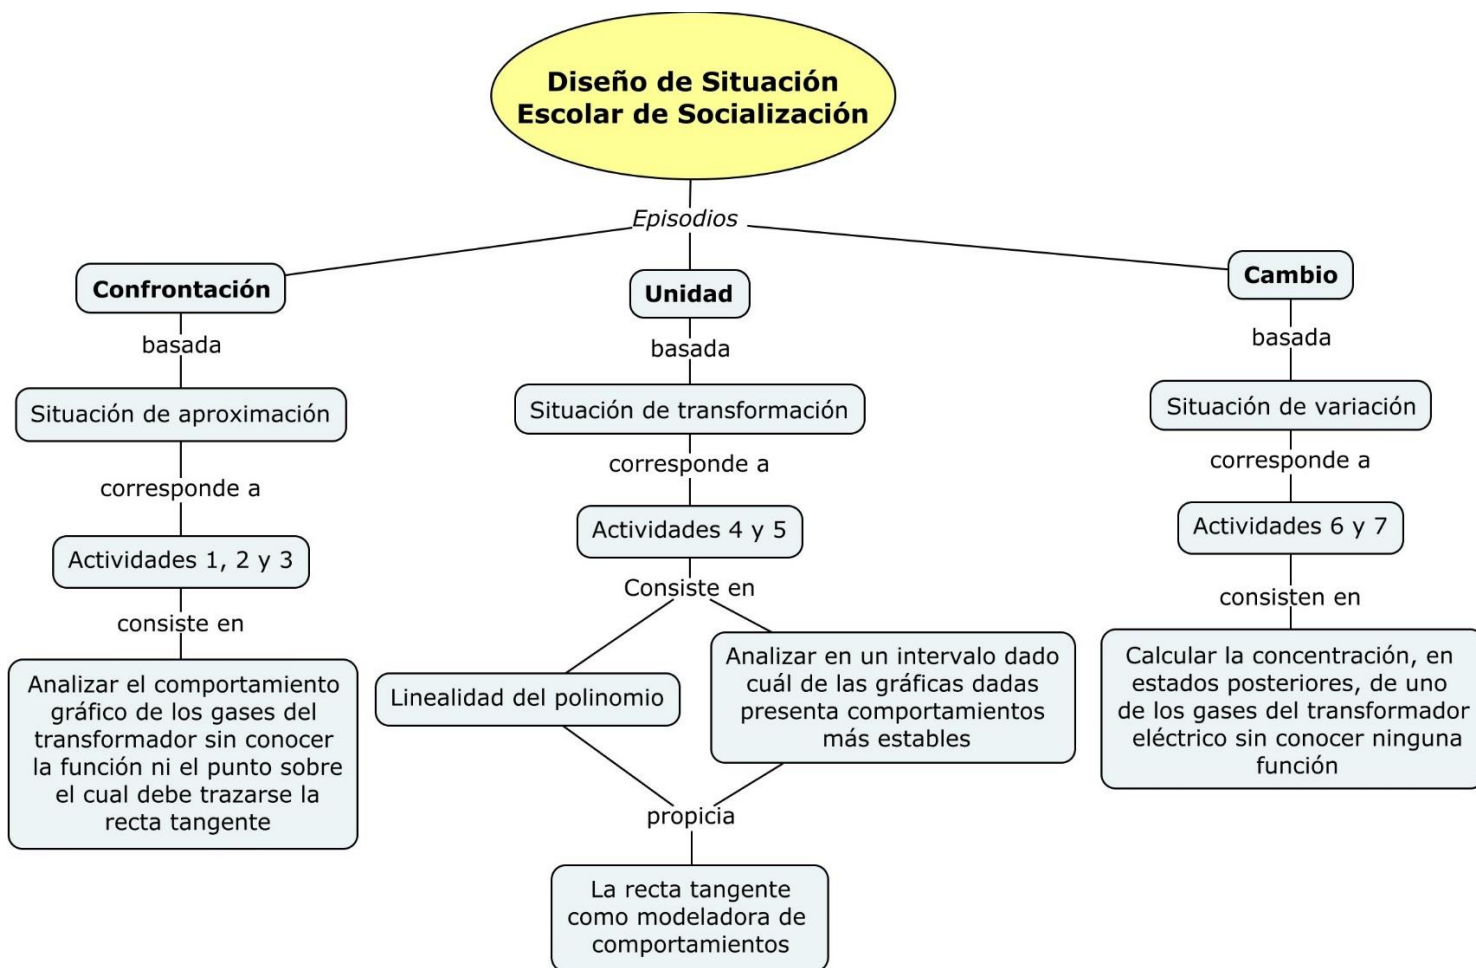 Diseño de Situación
Escolar de Socialización
Episodios
Confrontación
basada
Situación de aproximación
corresponde a
Actividades 1, 2 y 3
consiste en
Analizar el comportamiento
gráfico de los gases del
transformador sin conocer
la función ni el punto sobre
el cual debe trazarse la
recta tangente
Unidad
basada
Situación de transformación
corresponde a
Actividades 4 y 5
Consiste en
Linealidad del polinomio
Analizar en un intervalo dado
cuál de las gráficas dadas
presenta comportamientos
más estables
propicia
La recta tangente
como modeladora de
comportamientos
Cambio
basada
Situación de variación
corresponde a
Actividades 6 y 7
consisten en
Calcular la concentración, en
estados posteriores, de uno
de los gases del transformador
eléctrico sin conocer ninguna
función